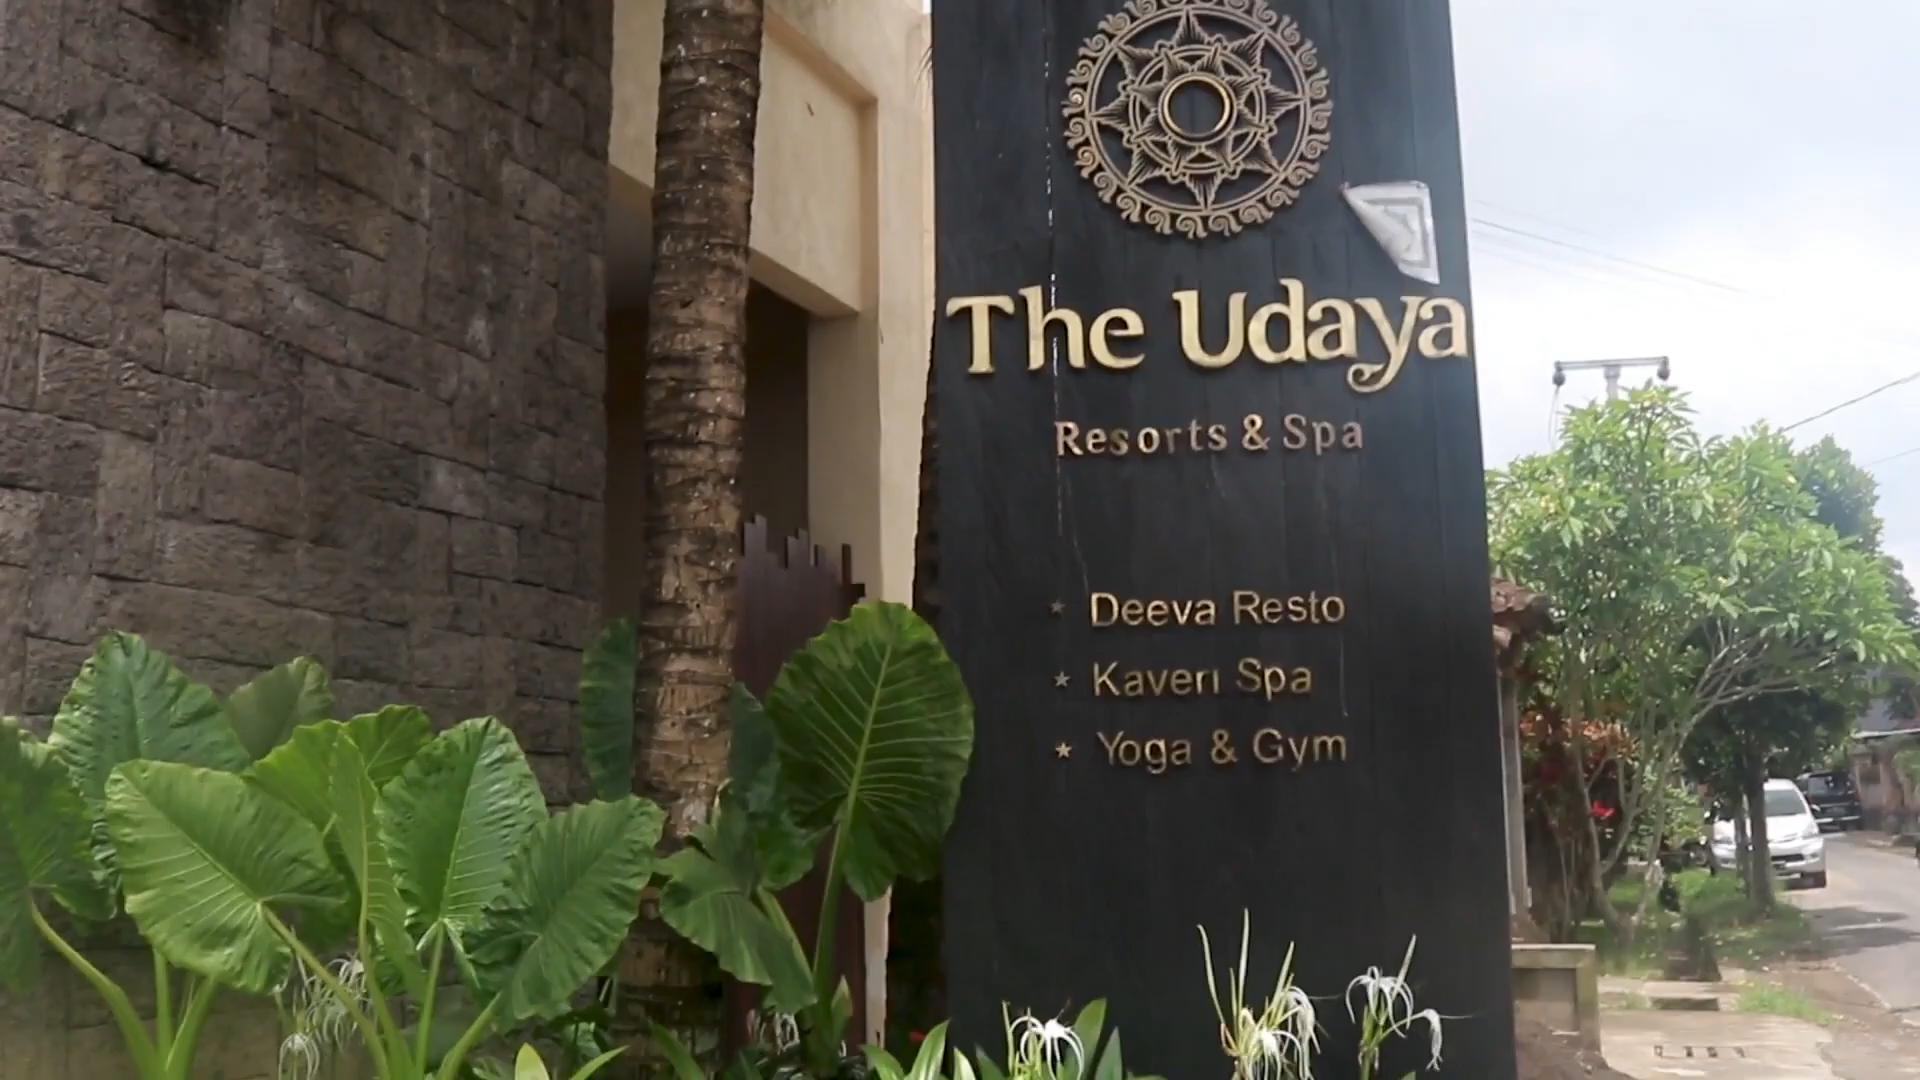 The Udaya
Resorts & Spa
★ Deeva Resto
★ Kaveri Spa
★ Yoga & Gym